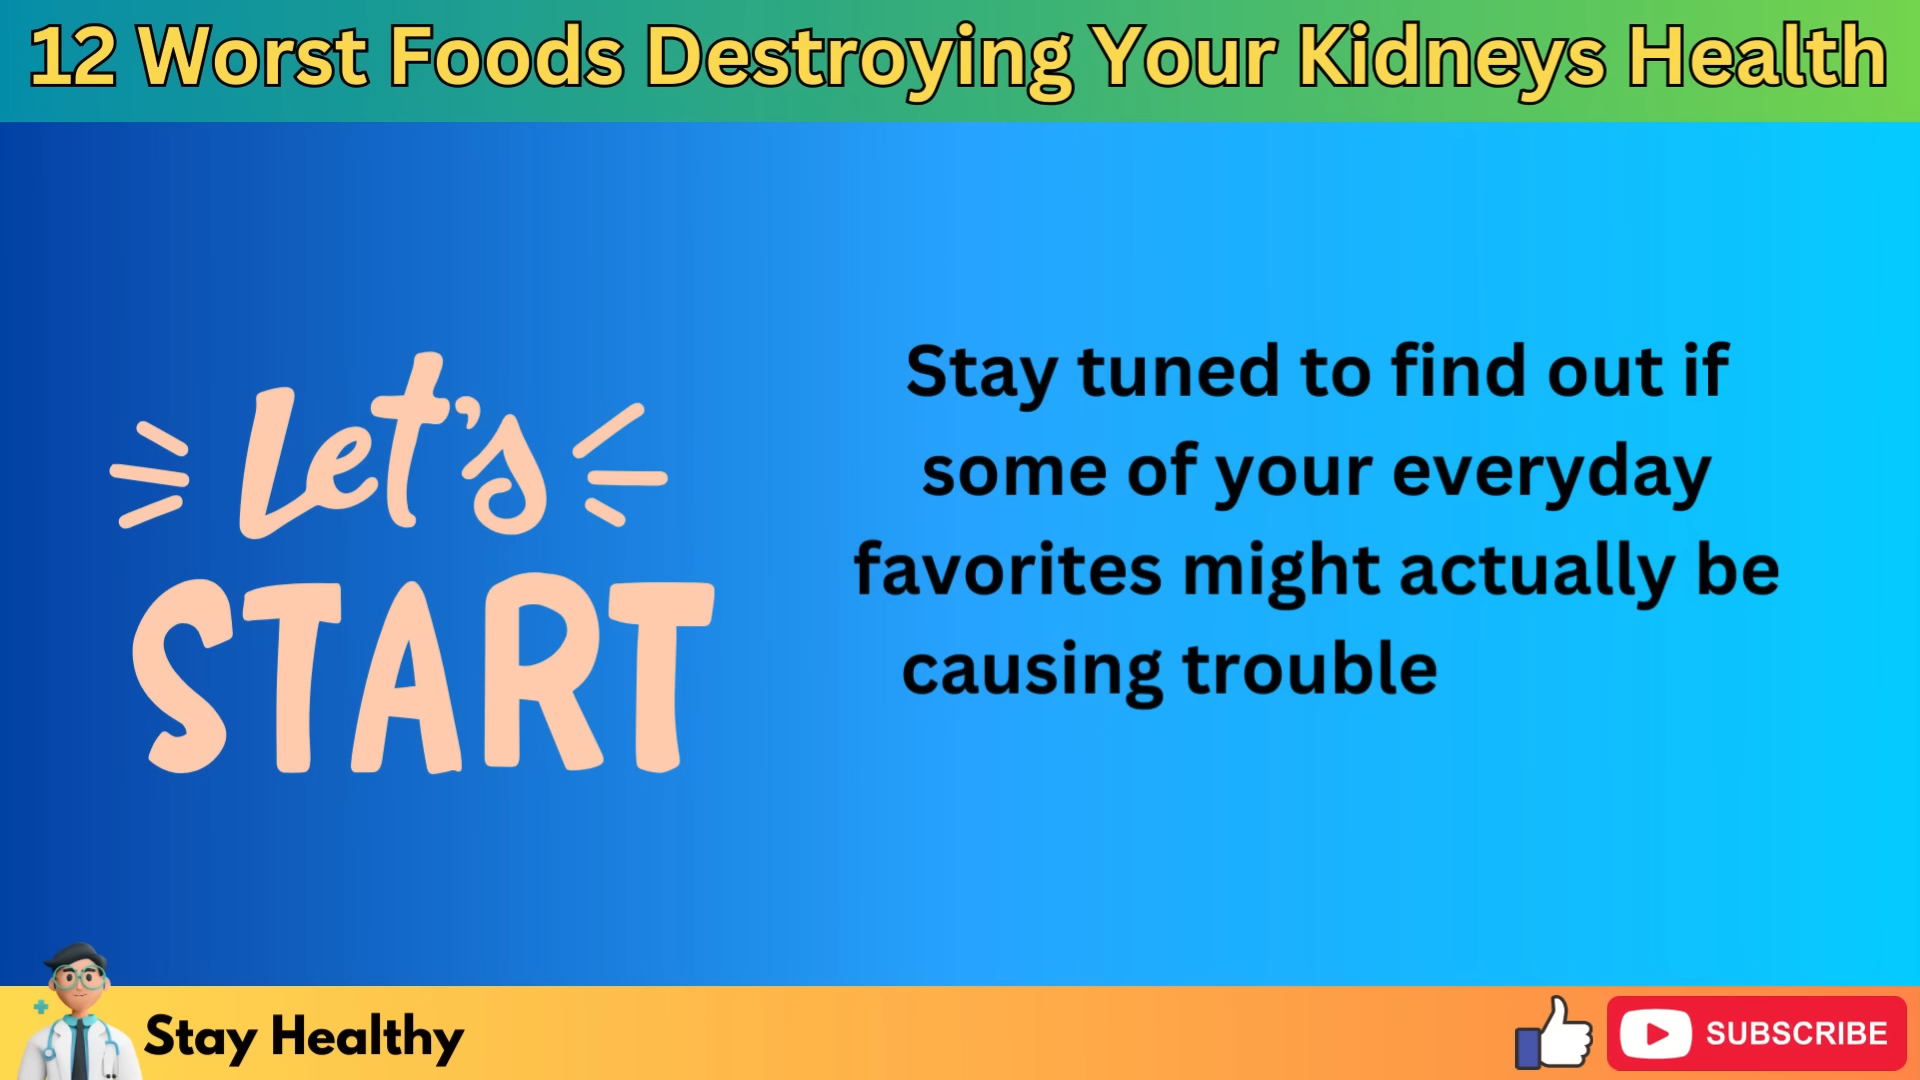 12 Worst Foods Destroying Your Kidneys Health
Let's
START
Stay tuned to find out if
some of your everyday
favorites might actually be
causing trouble
Stay Healthy
SUBSCRIBE